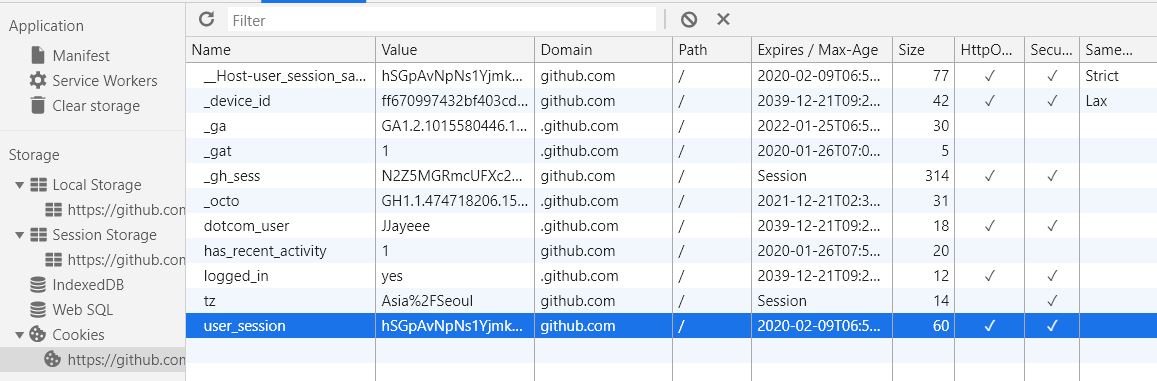 Application
Manifest
Service Workers
Clear storage
Storage
Local Storage
https://github.com
Session Storage
https://github.com
IndexedDB
Web SQL
Cookies
https://github.com
Filter
Name Value Domain Path Expires / Max-Age Size HttpO... Secu... Same...
__Host-user_session_sa... hSGpAvNpNs1Yjmk... github.com / 2020-02-09T06:5... 77 ✓ ✓ Strict
_device_id ff670997432bf403cd... github.com / 2039-12-21T09:2... 42 ✓ ✓ Lax
_ga GA1.2.1015580446.1... .github.com / 2022-01-25T06:5... 30
_gat 1 .github.com / 2020-01-26T07:0... 5
_gh_sess N2Z5MGRmcUFXc2... github.com / Session 314 ✓ ✓
_octo GH1.1.474718206.15... .github.com / 2021-12-21T02:3... 31
dotcom_user JJayeee .github.com / 2039-12-21T09:2... 18 ✓ ✓
has_recent_activity 1 github.com / 2020-01-26T07:5... 20
logged_in yes .github.com / 2039-12-21T09:2... 12 ✓ ✓
tz Asia%2FSeoul github.com / Session 14 ✓
user_session hSGpAvNpNs1Yjmk... github.com / 2020-02-09T06:5... 60 ✓ ✓